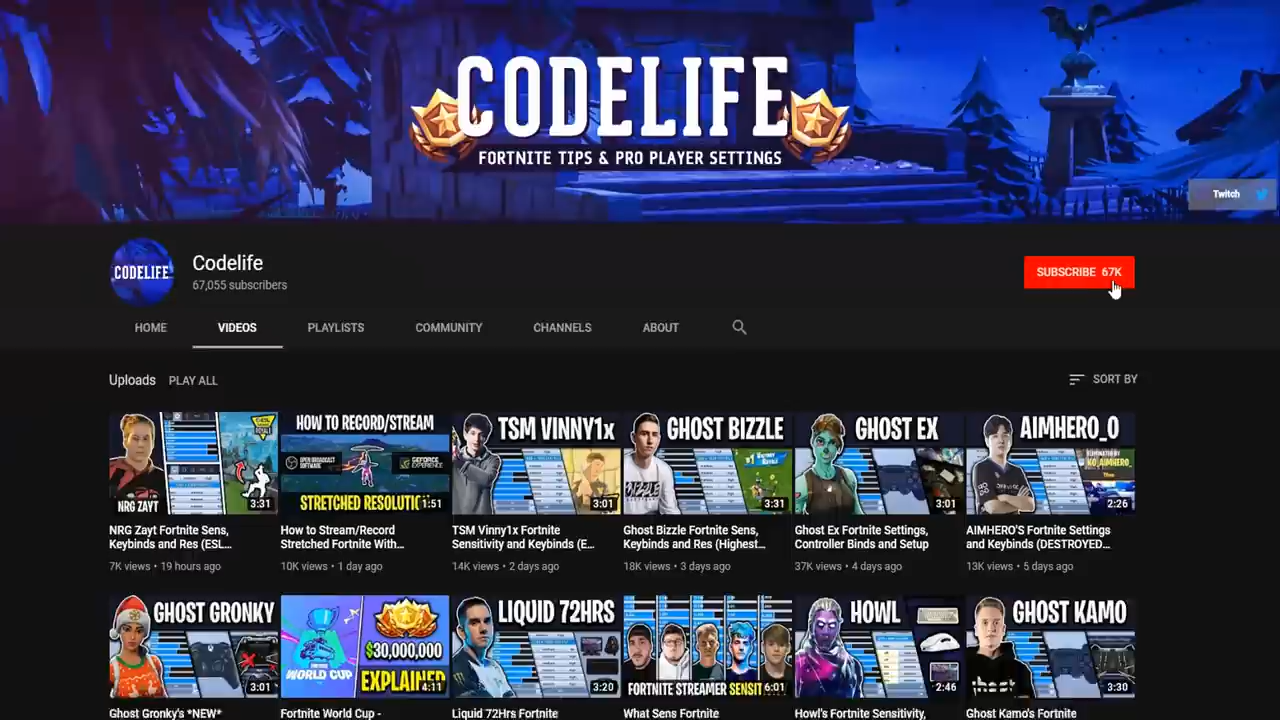 CODELIFE
FORTNITE TIPS & PRO PLAYER SETTINGS
Twitch
CODELIFE
Codelife
67,055 subscribers
SUBSCRIBE 67K
HOME VIDEOS PLAYLISTS COMMUNITY CHANNELS ABOUT
Uploads PLAY ALL
SORT BY
NRG ZAYT
3:31
HOW TO RECORD/STREAM
OPEN BROADCAST SOFTWARE
GEFORCE EXPERIENCE
1:51
TSM VINNY1x
3:01
GHOST BIZZLE
3:31
GHOST EX
3:01
AIMHERO_0
2:26
NRG Zayt Fortnite Sens,
Keybinds and Res (ESL...
7K views • 19 hours ago
How to Stream/Record
Stretched Fortnite With...
10K views • 1 day ago
TSM Vinny1x Fortnite
Sensitivity and Keybinds (E...
14K views • 2 days ago
Ghost Bizzle Fortnite Sens,
Keybinds and Res (Highest...
18K views • 3 days ago
Ghost Ex Fortnite Settings,
Controller Binds and Setup
37K views • 4 days ago
AIMHERO'S Fortnite Settings
and Keybinds (DESTROYED...
13K views • 5 days ago
GHOST GRONKY
3:01
WORLD CUP
$30,000,000
EXPLAINED
4:11
LIQUID 72HRS
3:20
FORTNITE STREAMER SENSIT
6:01
HOWL
2:46
GHOST KAMO
3:30
Ghost Gronky's *NEW*
Fortnite World Cup -
Liquid 72Hrs Fortnite
What Sens Fortnite
Howl's Fortnite Sensitivity,
Ghost Kamo's Fortnite